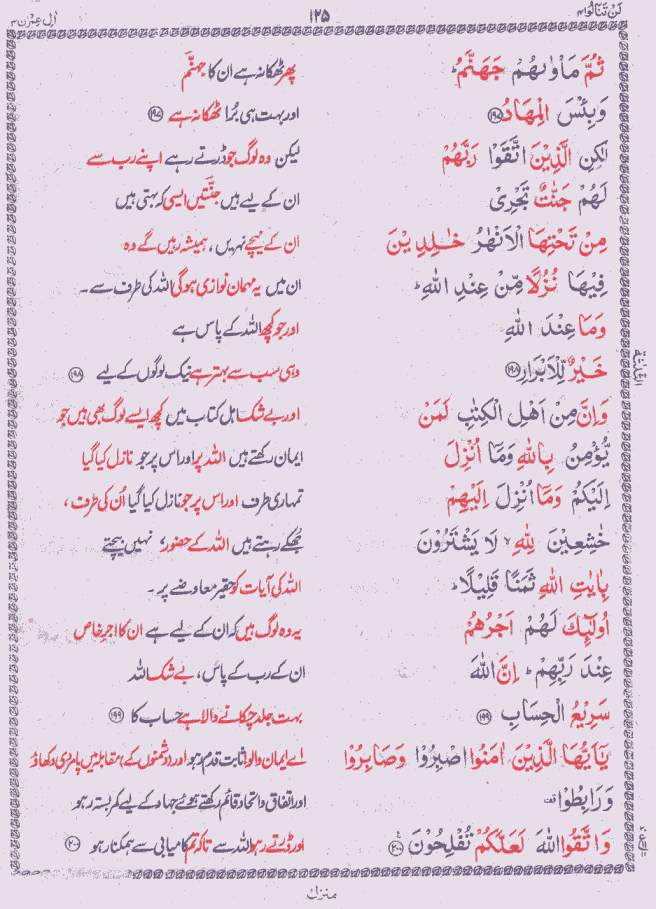 لَنْ تَنَالُوا ۴ ۱۲۵ اٰلِ عِمْرٰن ۳
ثُمَّ مَاْوٰىهُمْ جَهَنَّمُ ؕ پھر ٹھکانہ ہے ان کا جہنّم
وَبِئْسَ الْمِهَادُ ۱۹۷ اور بہت ہی بُرا ٹھکانہ ہے ۱۹۷
لٰكِنِ الَّذِيْنَ اتَّقَوْا رَبَّهُمْ لیکن وہ لوگ جو ڈرتے رہے اپنے رب سے
لَهُمْ جَنّٰتٌ تَجْرِيْ ان کے لیے ہیں جنّتیں ایسی کہ بہتی ہیں
مِنْ تَحْتِهَا الْاَنْهٰرُ خٰلِدِيْنَ ان کے نیچے نہریں ، ہمیشہ رہیں گے وہ
فِيْهَا نُزُلًا مِّنْ عِنْدِ اللّٰهِ ؕ ان میں یہ مہمان نوازی ہوگی اللہ کی طرف سے ۔
وَمَا عِنْدَ اللّٰهِ اور جو کچھ اللہ کے پاس ہے
خَيْرٌ لِّلْاَبْرَارِ ۱۹۸ وہی سب سے بہتر ہے نیک لوگوں کے لیے ۱۹۸
وَاِنَّ مِنْ اَهْلِ الْكِتٰبِ لَمَنْ اور بے شک اہل کتاب میں کچھ ایسے لوگ بھی ہیں جو
يُّؤْمِنُ بِاللّٰهِ وَمَاۤ اُنْزِلَ ایمان رکھتے ہیں اللہ پر اور اس پر جو نازل کیا گیا
اِلَيْكُمْ وَمَاۤ اُنْزِلَ اِلَيْهِمْ تمہاری طرف اور اس پر جو نازل کیا گیا اُن کی طرف ،
خٰشِعِيْنَ لِلّٰهِ ۙ لَا يَشْتَرُوْنَ جھکے رہتے ہیں اللہ کے حضور، نہیں بیچتے
بِاٰيٰتِ اللّٰهِ ثَمَنًا قَلِيْلًا ؕ اللہ کی آیات کو حقیر معاوضے پر ۔
اُولٰٓئِكَ لَهُمْ اَجْرُهُمْ یہ وہ لوگ ہیں کہ ان کے لیے ہے ان کا اجرِ خاص
عِنْدَ رَبِّهِمْ ؕ اِنَّ اللّٰهَ ان کے رب کے پاس ، بے شک اللہ
سَرِيْعُ الْحِسَابِ ۱۹۹ بہت جلد چکانے والا ہے حساب کا ۱۹۹
يٰۤاَيُّهَا الَّذِيْنَ اٰمَنُوا اصْبِرُوْا وَصَابِرُوْا اے ایمان والو! ثابت قدم رہو اور (دشمنوں کے) مقابلہ میں پامردی دکھاؤ
وَرَابِطُوْا اور اتفاق و اتحاد قائم رکھتے ہوئے جہاد کے لیے کمر بستہ رہو
وَاتَّقُوا اللّٰهَ لَعَلَّكُمْ تُفْلِحُوْنَ ۲۰۰ اور ڈرتے رہو اللہ سے تاکہ تم کامیابی سے ہمکنار ہو ۲۰۰
منزل